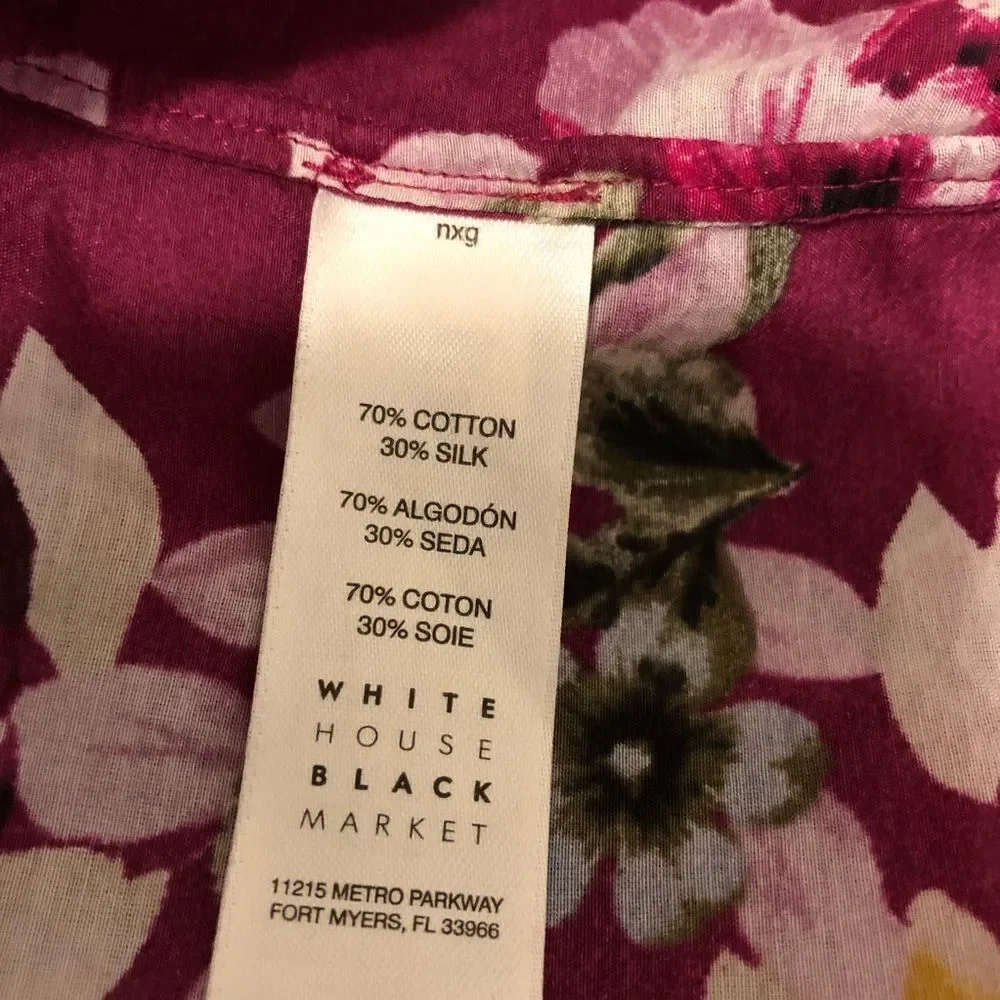 nxg
70% COTTON
30% SILK
70% ALGODÓN
30% SEDA
70% COTON
30% SOIE
WHITE
HOUSE
BLACK
MARKET
11215 METRO PARKWAY
FORT MYERS, FL 33966